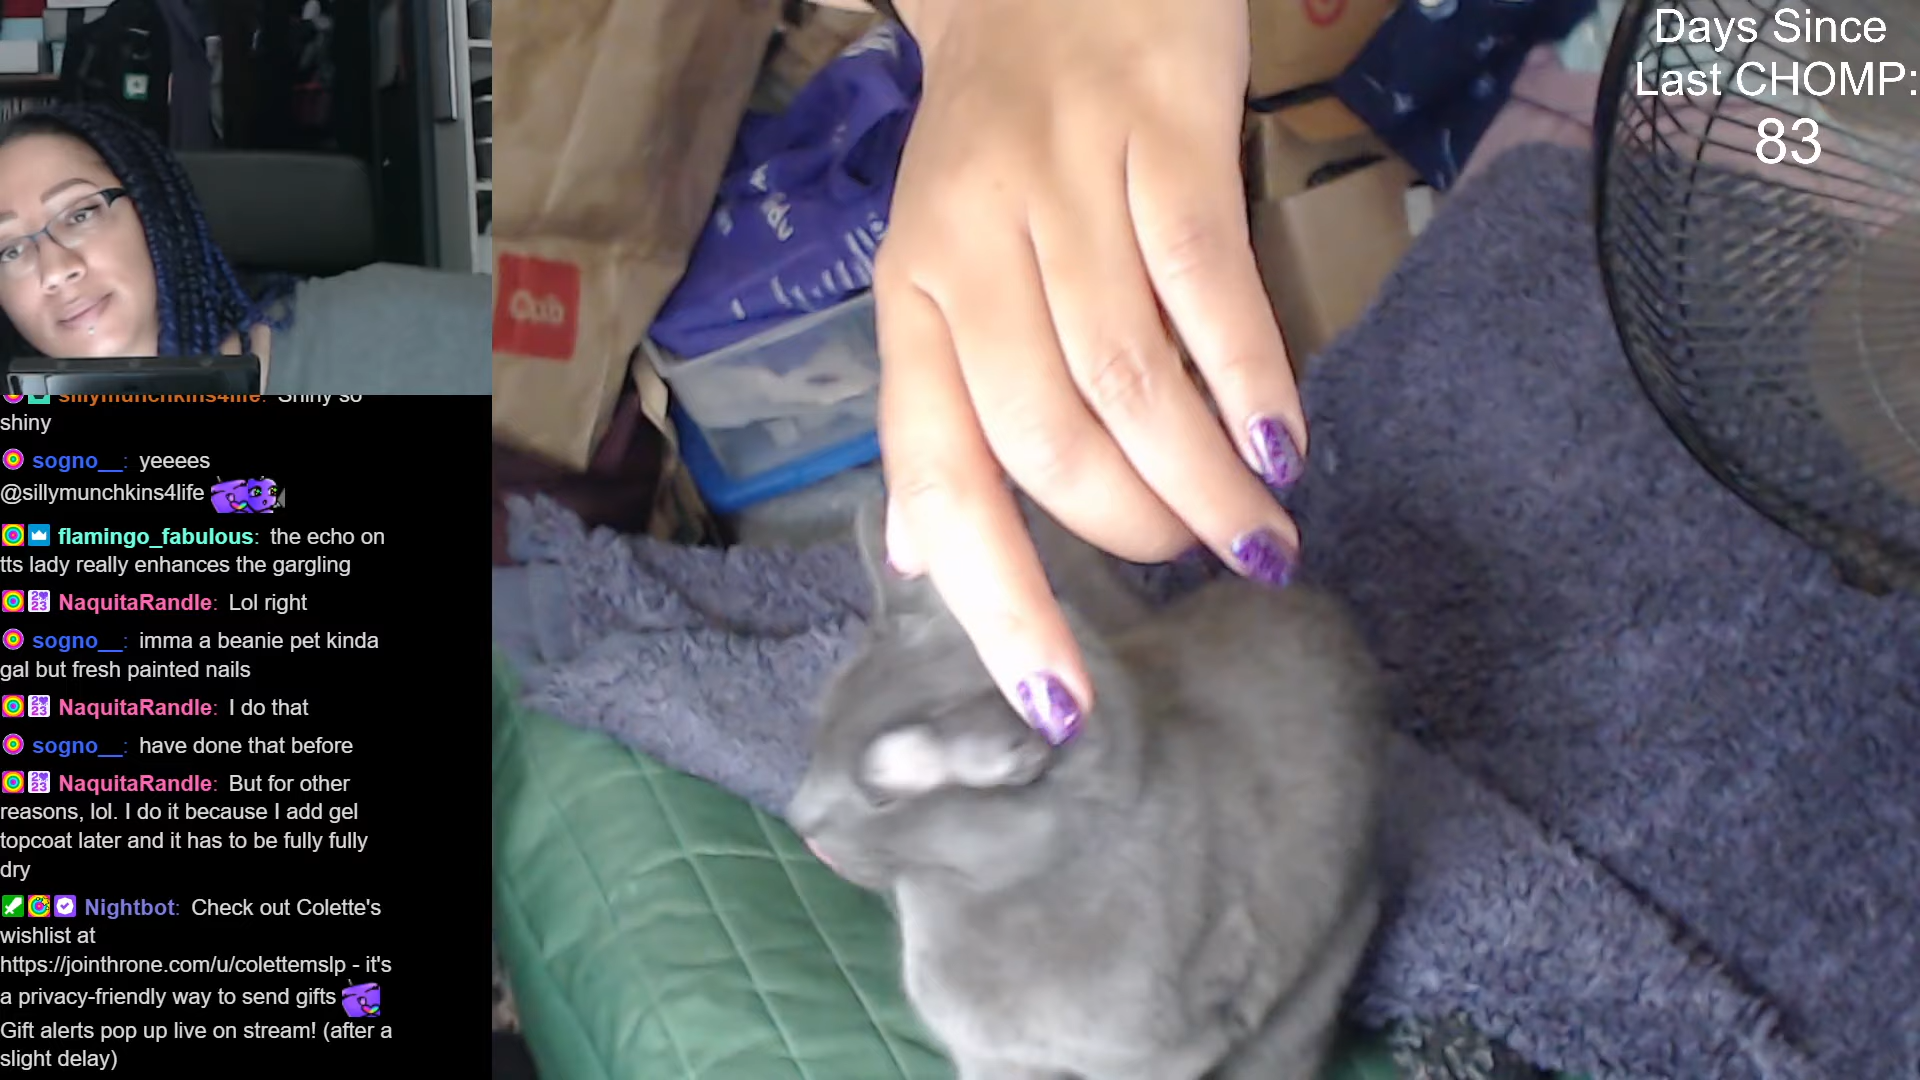 Days Since
Last CHOMP:
83
Cub
sillymunchkins4life: Shiny so
shiny
sogno__: yeeees
@sillymunchkins4life
flamingo_fabulous: the echo on
tts lady really enhances the gargling
NaquitaRandle: Lol right
sogno__: imma a beanie pet kinda
gal but fresh painted nails
NaquitaRandle: I do that
sogno__: have done that before
NaquitaRandle: But for other
reasons, lol. I do it because I add gel
topcoat later and it has to be fully fully
dry
Nightbot: Check out Colette's
wishlist at
https://jointhrone.com/u/colettemslp - it's
a privacy-friendly way to send gifts
Gift alerts pop up live on stream! (after a
slight delay)